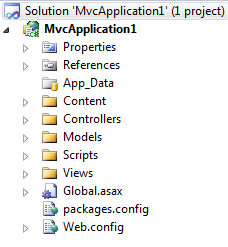 Solution 'MvcApplication1' (1 project)
MvcApplication1
Properties
References
App_Data
Content
Controllers
Models
Scripts
Views
Global.asax
packages.config
Web.config